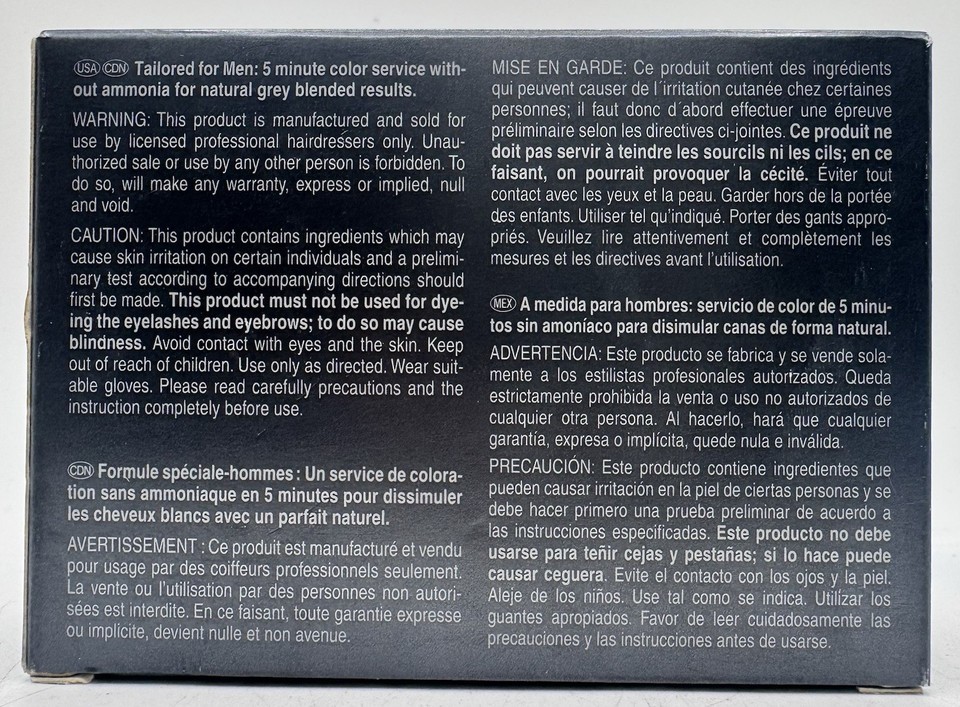 USA CDN Tailored for Men: 5 minute color service with-
out ammonia for natural grey blended results.
WARNING: This product is manufactured and sold for
use by licensed professional hairdressers only. Unau-
thorized sale or use by any other person is forbidden. To
do so, will make any warranty, express or implied, null
and void.
CAUTION: This product contains ingredients which may
cause skin irritation on certain individuals and a prelimi-
nary test according to accompanying directions should
first be made. This product must not be used for dye-
ing the eyelashes and eyebrows; to do so may cause
blindness. Avoid contact with eyes and the skin. Keep
out of reach of children. Use only as directed. Wear suit-
able gloves. Please read carefully precautions and the
instruction completely before use.
CDN Formule spéciale-hommes : Un service de colora-
tion sans ammoniaque en 5 minutes pour dissimuler
les cheveux blancs avec un parfait naturel.
AVERTISSEMENT : Ce produit est manufacturé et vendu
pour usage par des coiffeurs professionnels seulement.
La vente ou l'utilisation par des personnes non autori-
sées est interdite. En ce faisant, toute garantie expresse
ou implicite, devient nulle et non avenue.
MISE EN GARDE: Ce produit contient des ingrédients
qui peuvent causer de l´irritation cutanée chez certaines
personnes; il faut donc d´abord effectuer une épreuve
préliminaire selon les directives ci-jointes. Ce produit ne
doit pas servir à teindre les sourcils ni les cils; en ce
faisant, on pourrait provoquer la cécité. Éviter tout
contact avec les yeux et la peau. Garder hors de la portée
des enfants. Utiliser tel qu'indiqué. Porter des gants appro-
priés. Veuillez lire attentivement et complètement les
mesures et les directives avant l'utilisation.
MEX A medida para hombres: servicio de color de 5 minu-
tos sin amoníaco para disimular canas de forma natural.
ADVERTENCIA: Este producto se fabrica y se vende sola-
mente a los estilistas profesionales autorizados. Queda
estrictamente prohibida la venta o uso no autorizados de
cualquier otra persona. Al hacerlo, hará que cualquier
garantía, expresa o implícita, quede nula e inválida.
PRECAUCIÓN: Este producto contiene ingredientes que
pueden causar irritación en la piel de ciertas personas y se
debe hacer primero una prueba preliminar de acuerdo a
las instrucciones especificadas. Este producto no debe
usarse para teñir cejas y pestañas; si lo hace puede
causar ceguera. Evite el contacto con los ojos y la piel.
Aleje de los niños. Use tal como se indica. Utilizar los
guantes apropiados. Favor de leer cuidadosamente las
precauciones y las instrucciones antes de usarse.